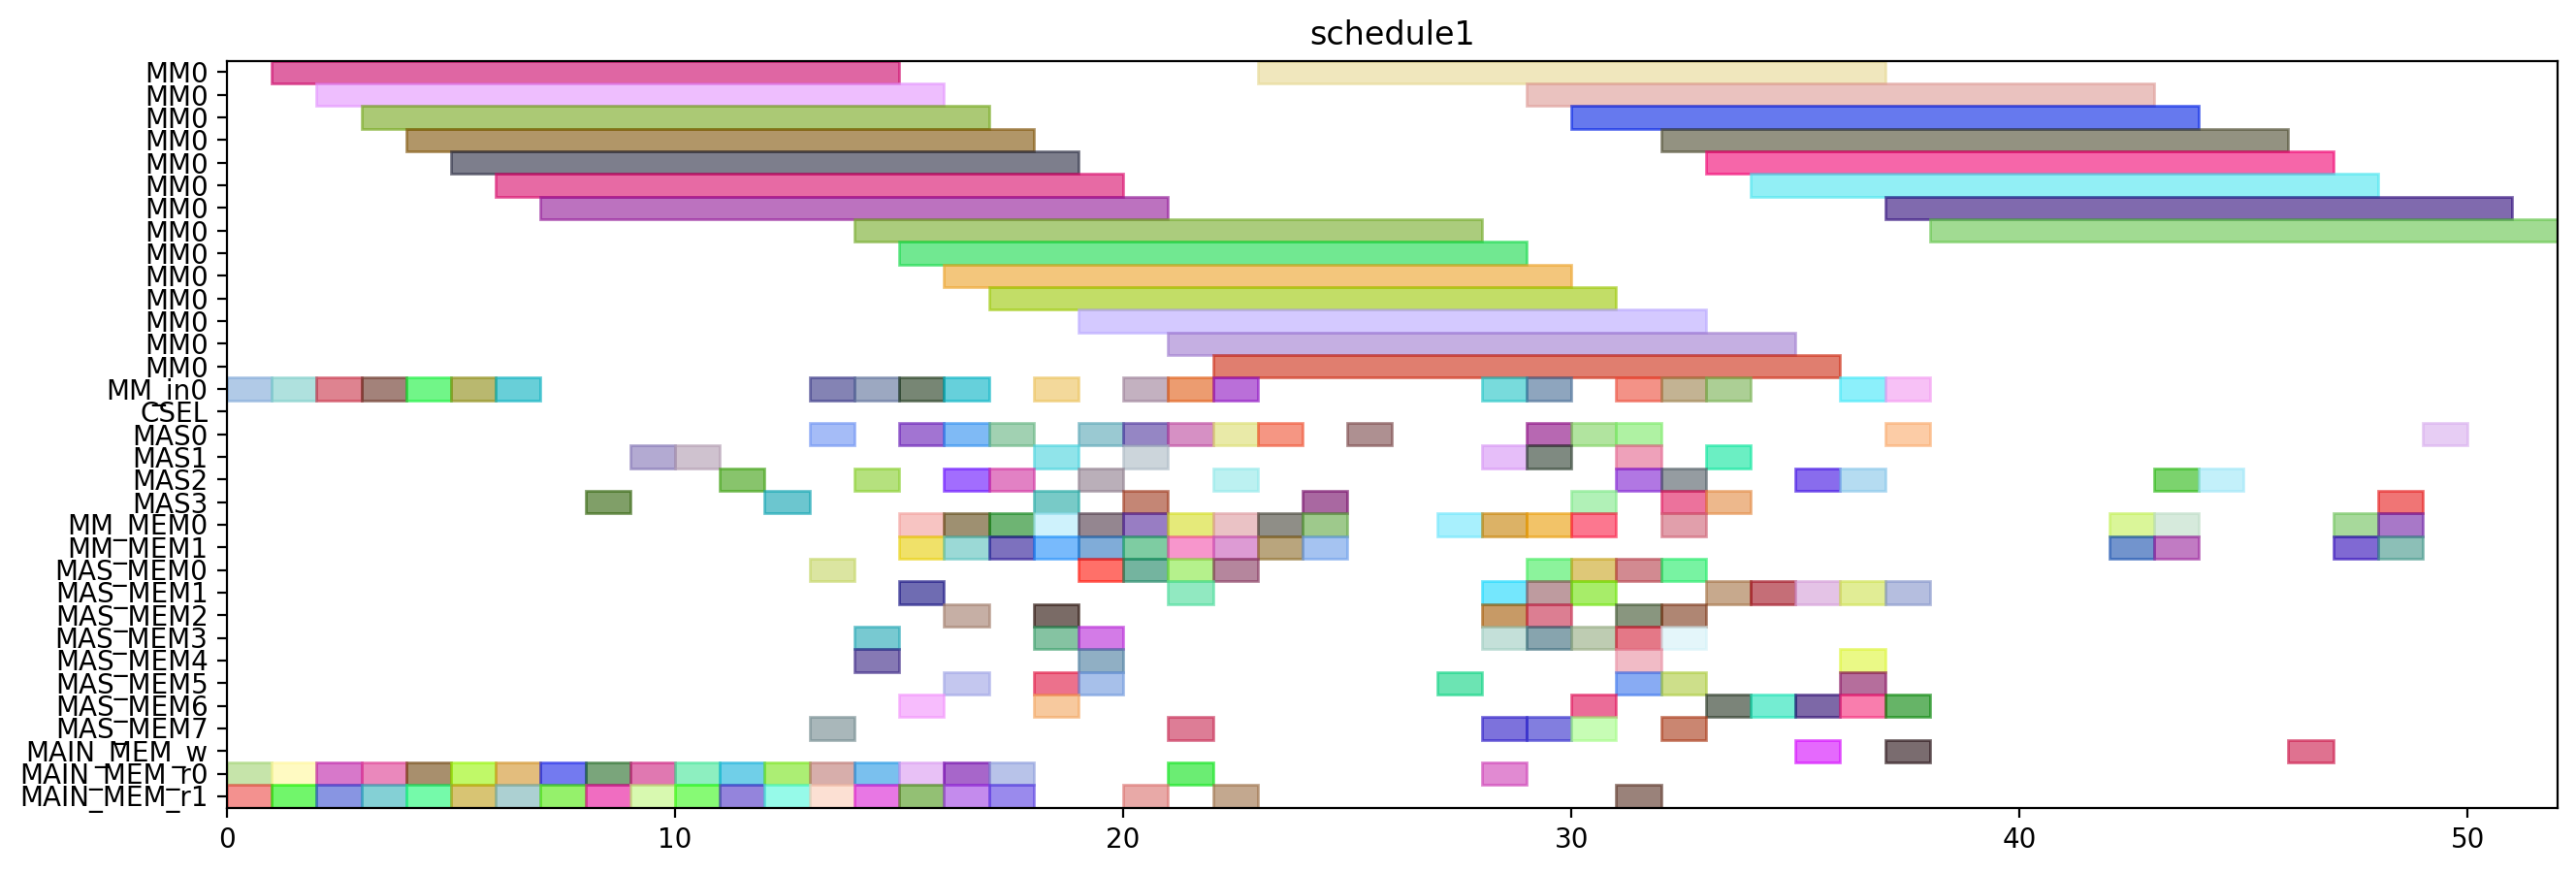 schedule1
MM0
MM0
MM0
MM0
MM0
MM0
MM0
MM0
MM0
MM0
MM0
MM0
MM0
MM0
MM_in0
CSEL
MAS0
MAS1
MAS2
MAS3
MM_MEM0
MM_MEM1
MAS_MEM0
MAS_MEM1
MAS_MEM2
MAS_MEM3
MAS_MEM4
MAS_MEM5
MAS_MEM6
MAS_MEM7
MAIN_MEM_w
MAIN_MEM_r0
MAIN_MEM_r1
0 10 20 30 40 50